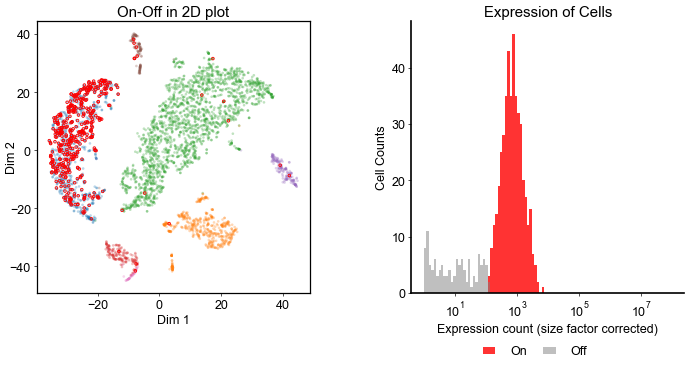 On-Off in 2D plot
40
20
0
−20
−40
Dim 2
−20
0
20
40
Dim 1
Expression of Cells
40
30
20
10
0
Cell Counts
10^1
10^3
10^5
10^7
Expression count (size factor corrected)
On
Off